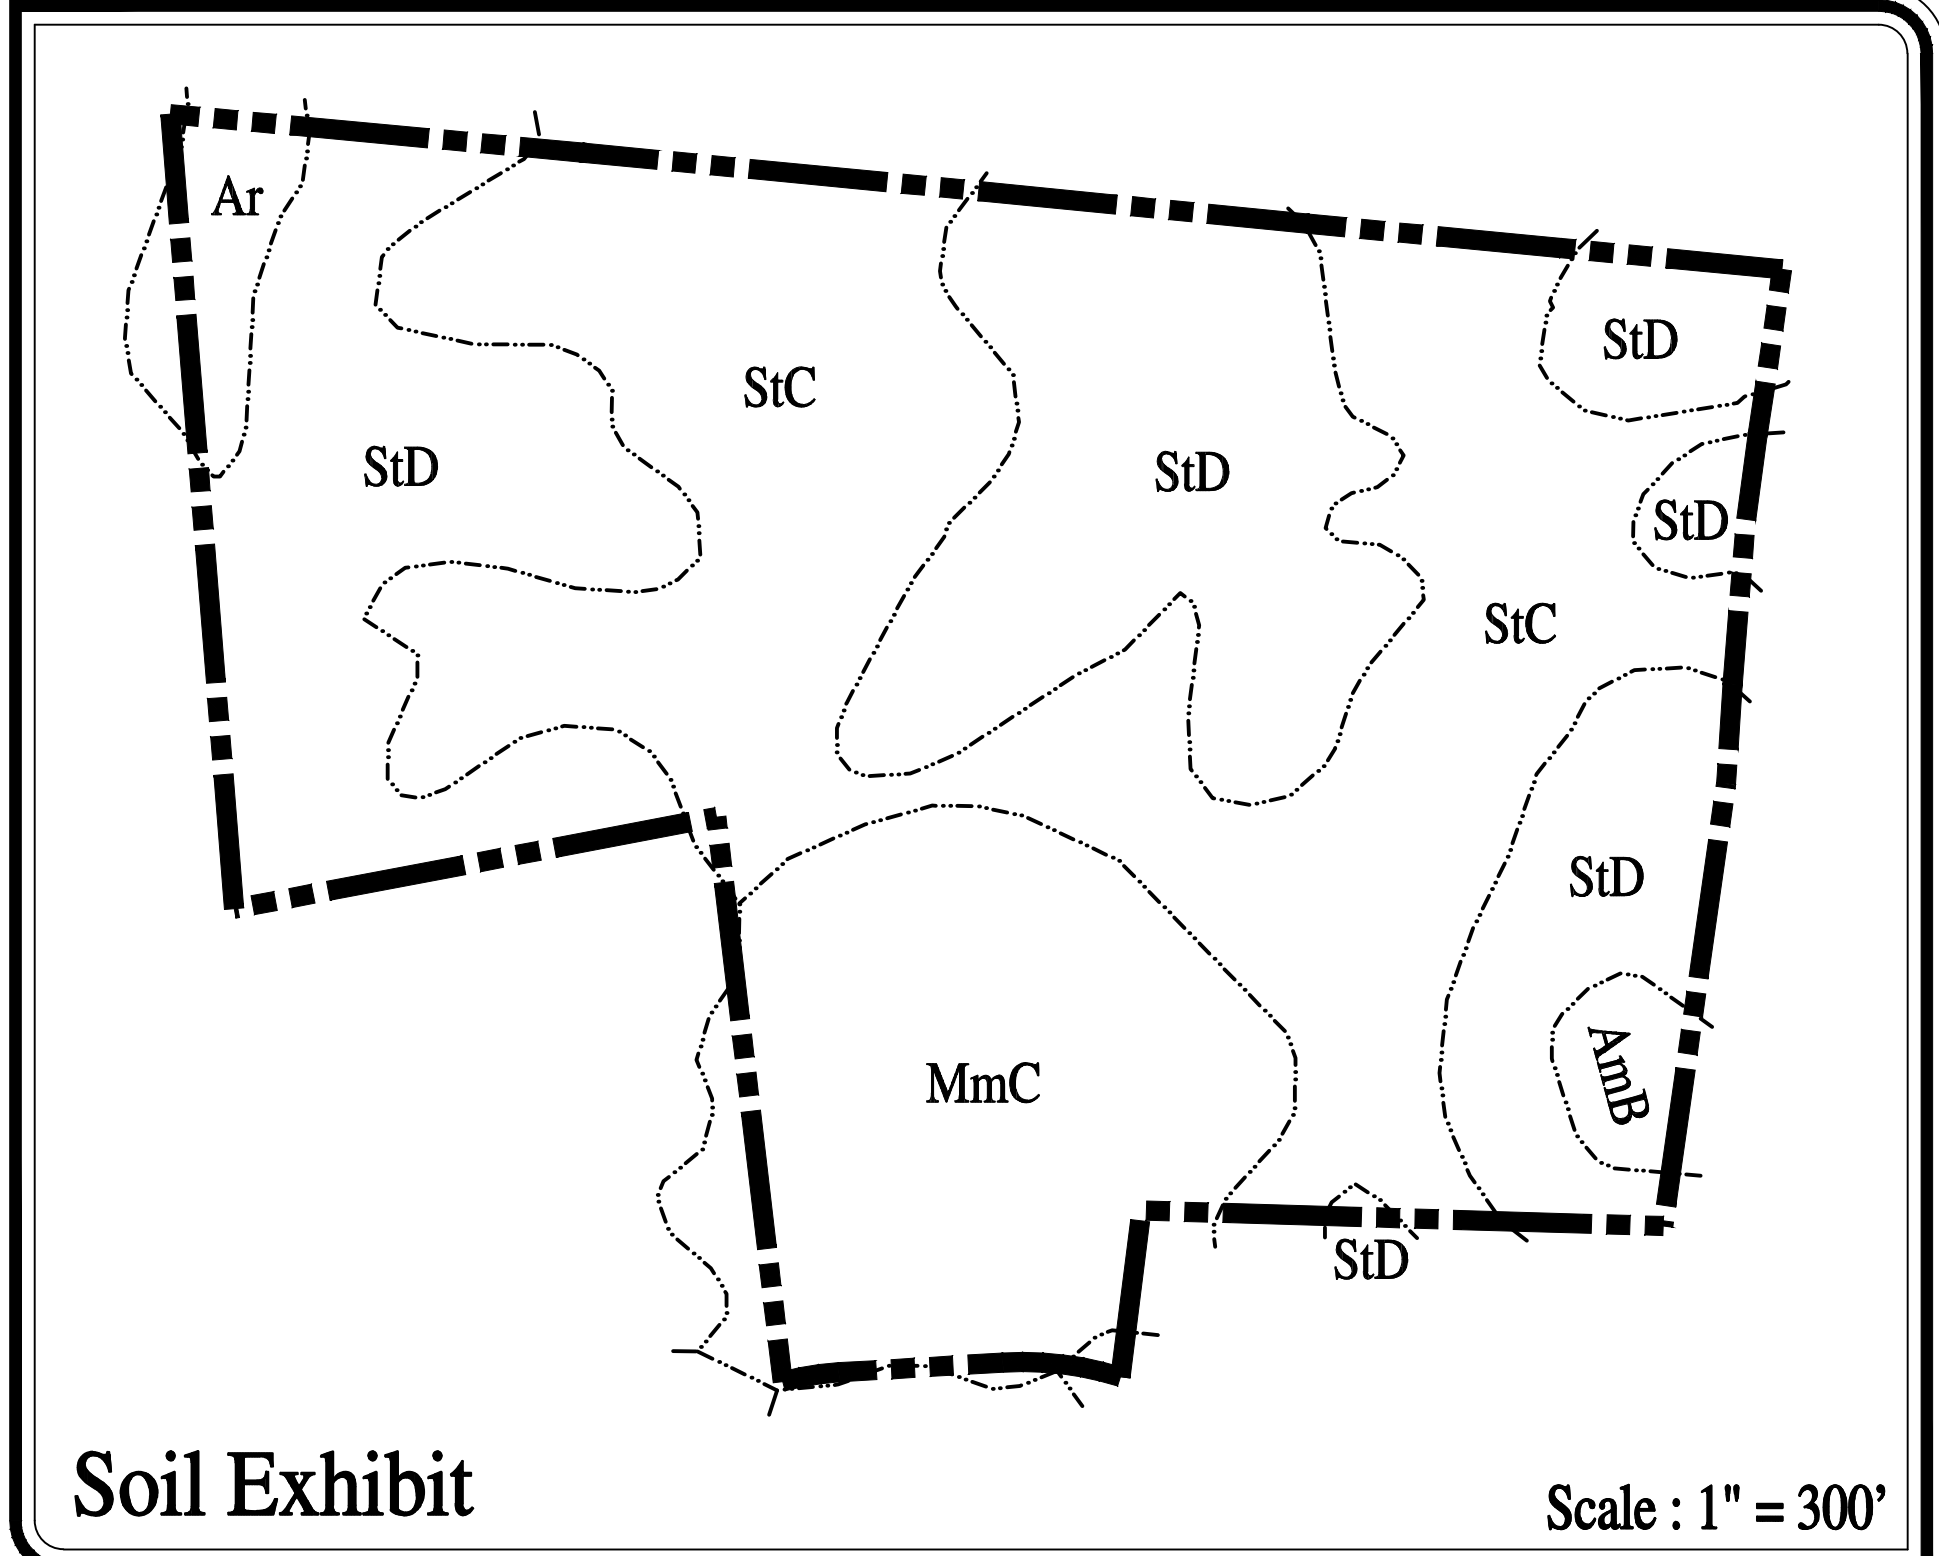 Ar
StD
StC
StD
StD
StD
StC
StD
AmB
MmC
StD
Soil Exhibit
Scale : 1" = 300’